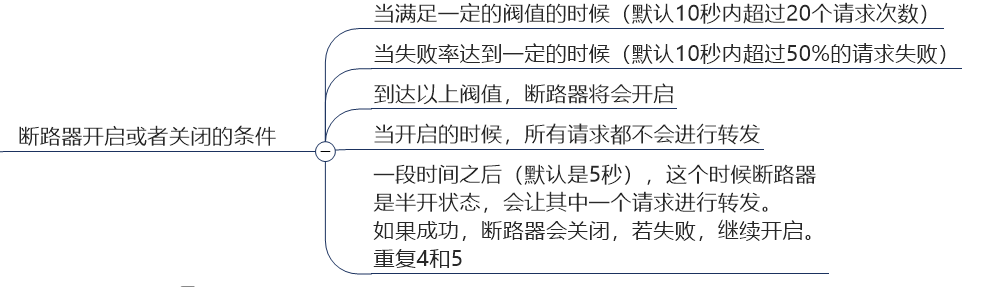 当满足一定的阀值的时候（默认10秒内超过20个请求次数）
当失败率达到一定的时候（默认10秒内超过50%的请求失败）
到达以上阀值，断路器将会开启
断路器开启或者关闭的条件
当开启的时候，所有请求都不会进行转发
一段时间之后（默认是5秒），这个时候断路器
是半开状态，会让其中一个请求进行转发。
如果成功，断路器会关闭，若失败，继续开启。
重复4和5